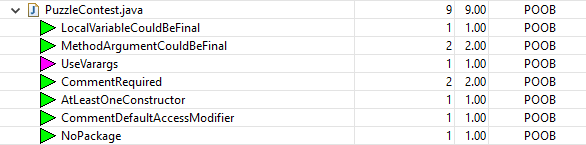 PuzzleContest.java 9 9.00 POOB
LocalVariableCouldBeFinal 1 1.00 POOB
MethodArgumentCouldBeFinal 2 2.00 POOB
UseVarargs 1 1.00 POOB
CommentRequired 2 2.00 POOB
AtLeastOneConstructor 1 1.00 POOB
CommentDefaultAccessModifier 1 1.00 POOB
NoPackage 1 1.00 POOB